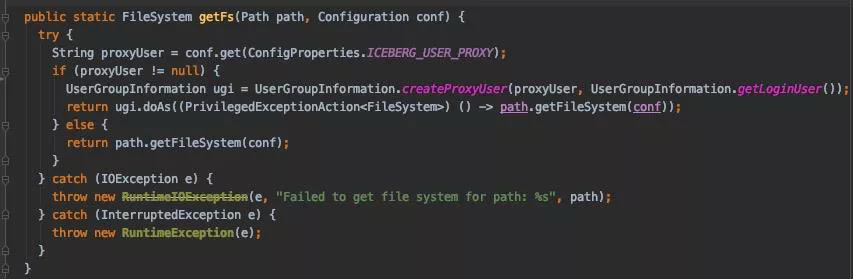 public static FileSystem getFs(Path path, Configuration conf) {
try {
String proxyUser = conf.get(ConfigProperties.ICEBERG_USER_PROXY);
if (proxyUser != null) {
UserGroupInformation ugi = UserGroupInformation.createProxyUser(proxyUser, UserGroupInformation.getLoginUser());
return ugi.doAs((PrivilegedExceptionAction<FileSystem>) () -> path.getFileSystem(conf));
} else {
return path.getFileSystem(conf);
}
} catch (IOException e) {
throw new RuntimeIOException(e, "Failed to get file system for path: %s", path);
} catch (InterruptedException e) {
throw new RuntimeException(e);
}
}